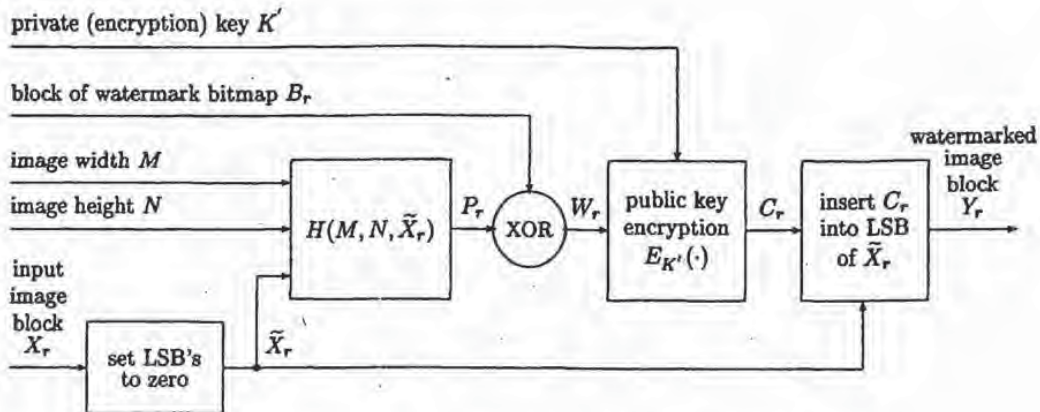 private (encryption) key K′
block of watermark bitmap B_r
image width M
image height N
input
image
block
X_r
set LSB's
to zero
X̃_r
H(M, N, X̃_r)
P_r
XOR
W_r
public key
encryption
E_K′(·)
C_r
insert C_r
into LSB
of X̃_r
watermarked
image
block
Y_r